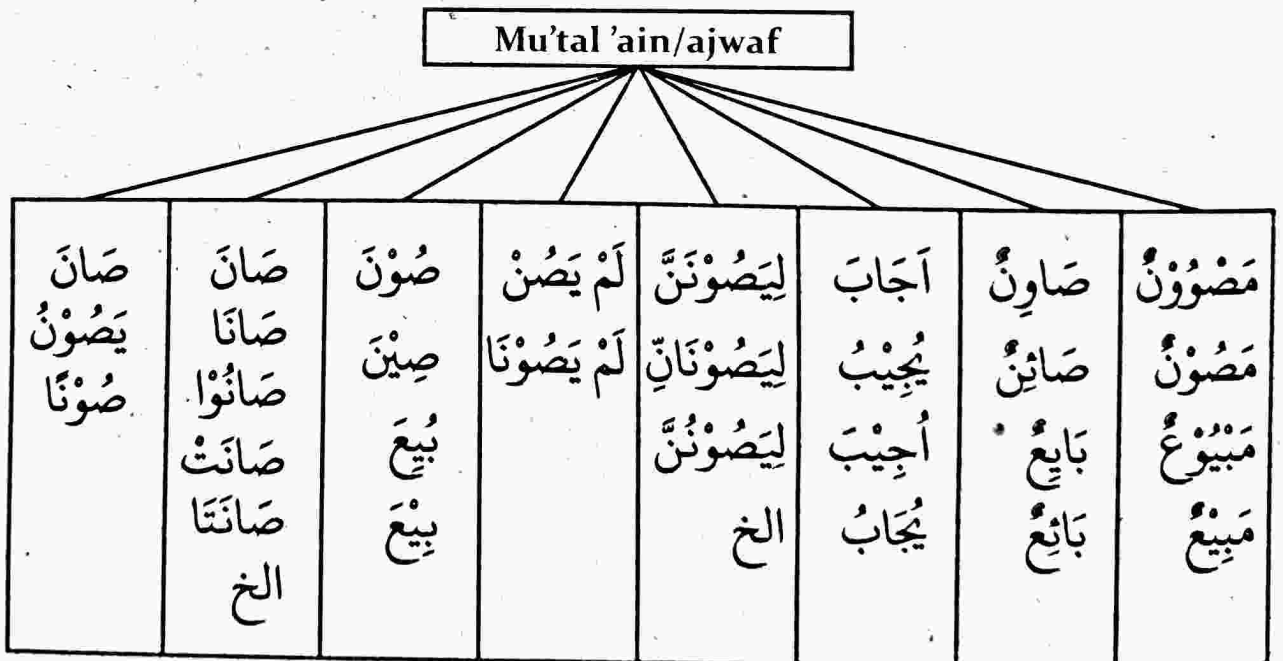 Mu'tal 'ain/ajwaf
صَانَ
يَصُوْنُ
صُوْنًا
صَانَ
صَانَا
صَانُوْا
صَانَتْ
صَانَتَا
الخ
صُوْنَ
صِيْنَ
بُيِعَ
بِيْعَ
لَمْ يَصُنْ
لَمْ يَصُوْنَا
لِيَصُوْنَنَّ
لِيَصُوْنَانِّ
لِيَصُوْنُنَّ
الخ
اَجَابَ
يُجِيْبُ
اُجِيْبَ
يُجَابُ
صَاوِنٌ
صَائِنٌ
بَايِعٌ
بَائِعٌ
مَصْوُوْنٌ
مَصُوْنٌ
مَبْيُوْعٌ
مَبِيْعٌ